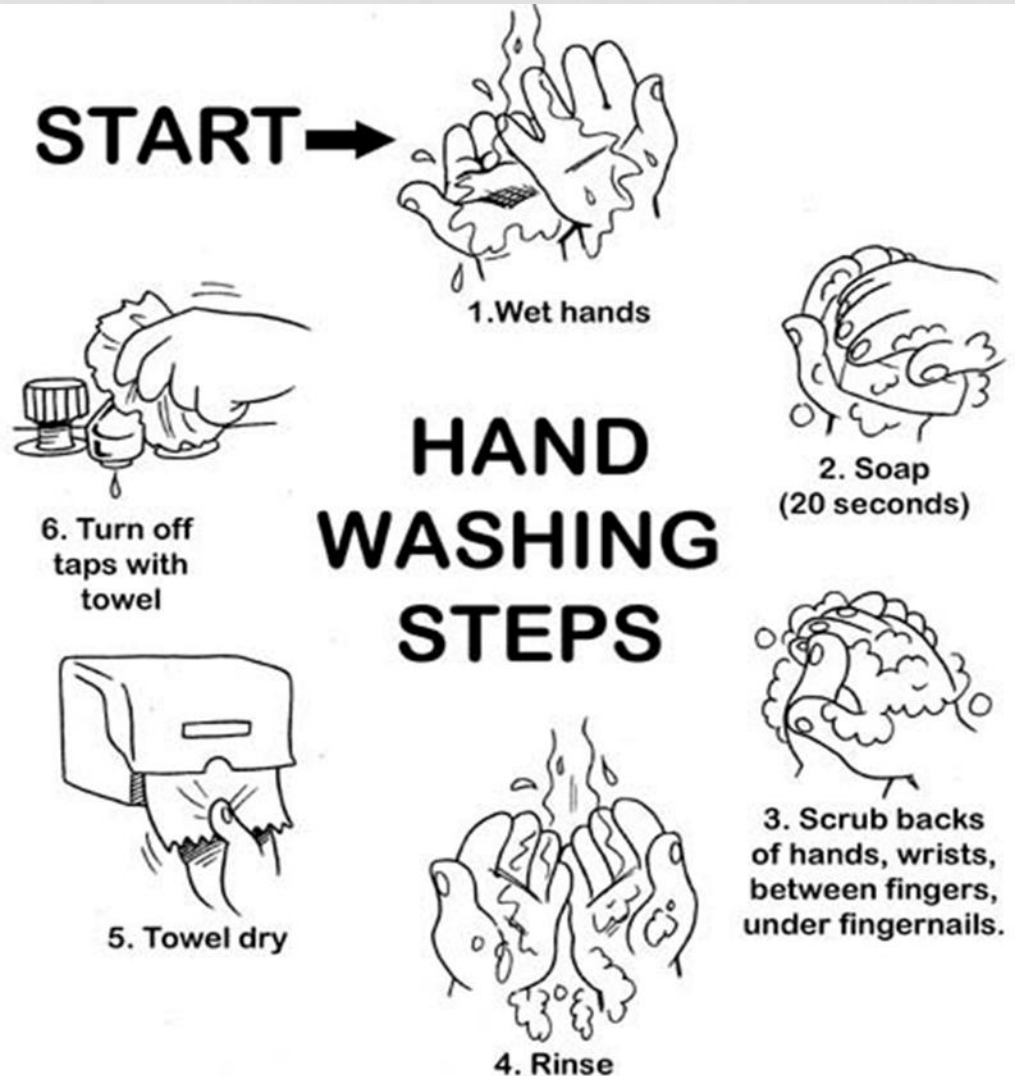 START
1.Wet hands
HAND
WASHING
STEPS
2. Soap
(20 seconds)
3. Scrub backs
of hands, wrists,
between fingers,
under fingernails.
4. Rinse
5. Towel dry
6. Turn off
taps with
towel